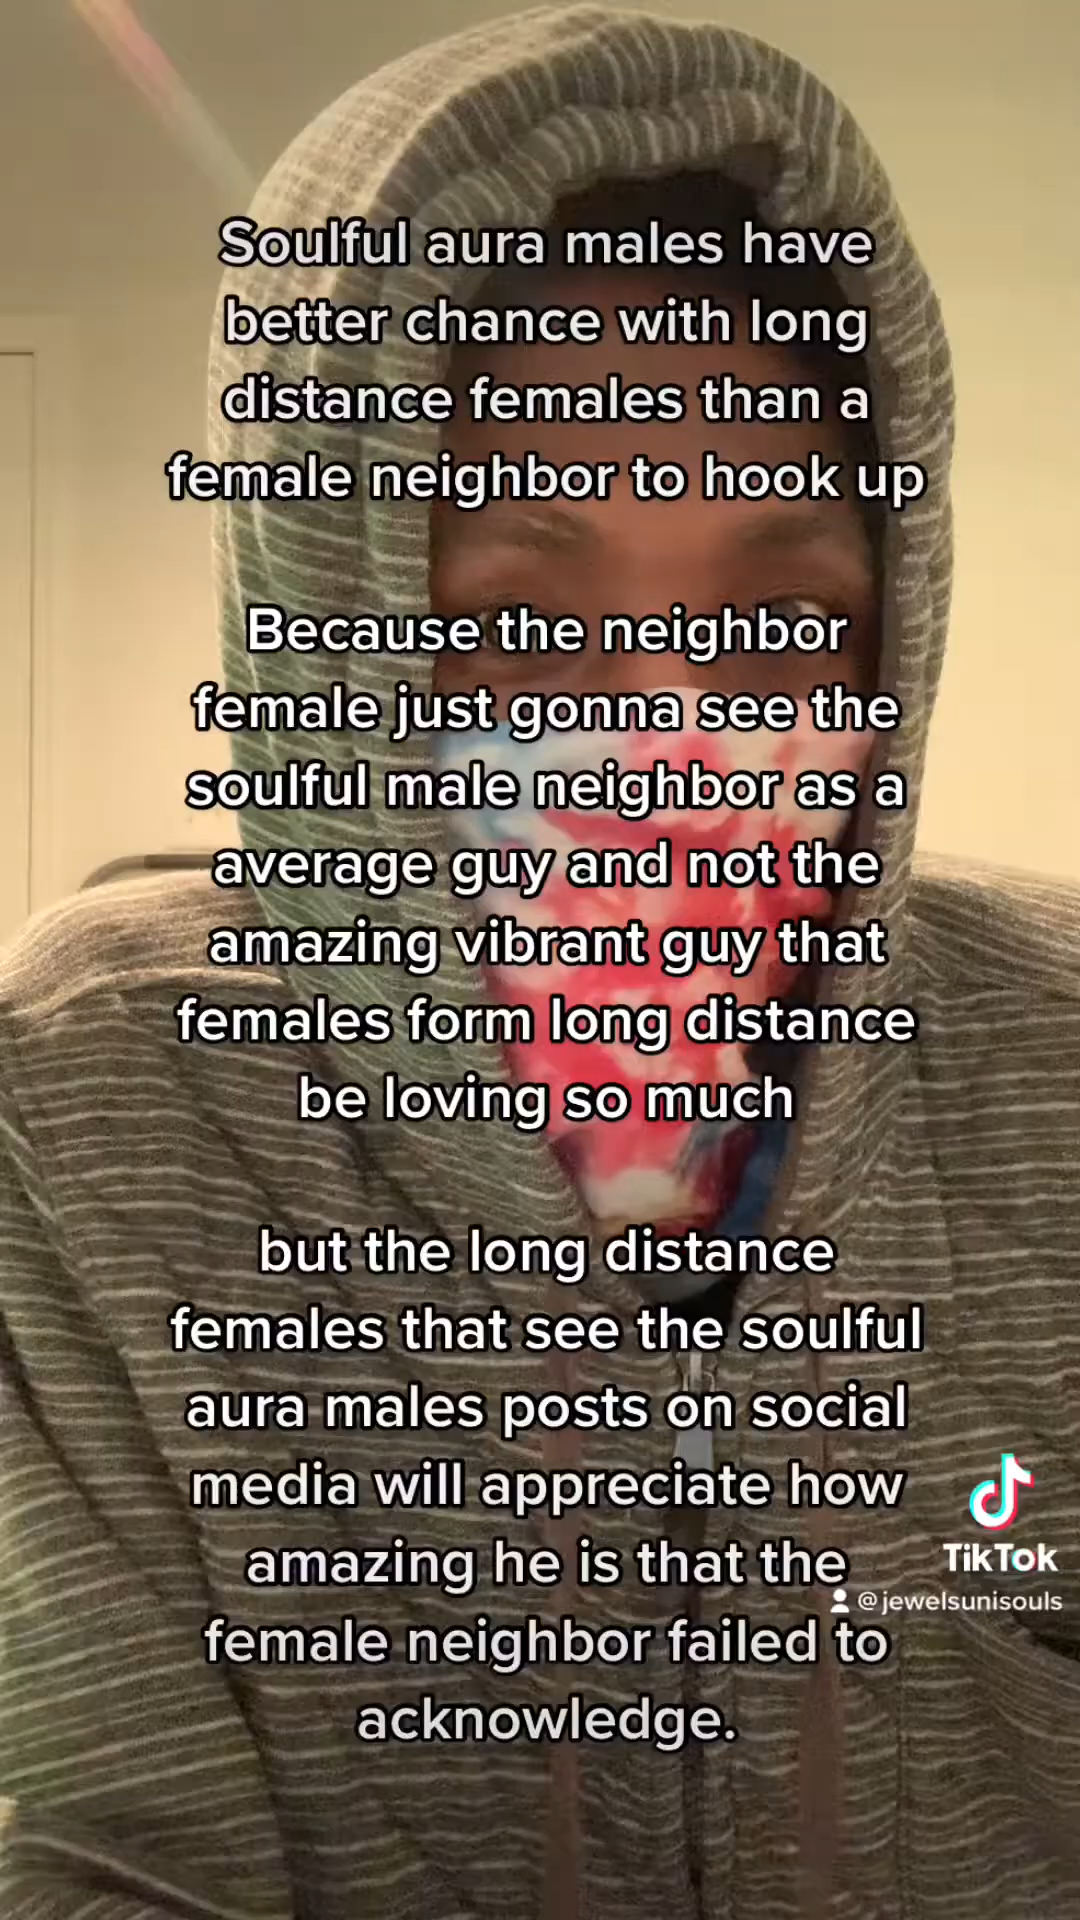 Soulful aura males have
better chance with long
distance females than a
female neighbor to hook up
Because the neighbor
female just gonna see the
soulful male neighbor as a
average guy and not the
amazing vibrant guy that
females form long distance
be loving so much
but the long distance
females that see the soulful
aura males posts on social
media will appreciate how
amazing he is that the
female neighbor failed to
acknowledge.
TikTok
@jewelsunisouls